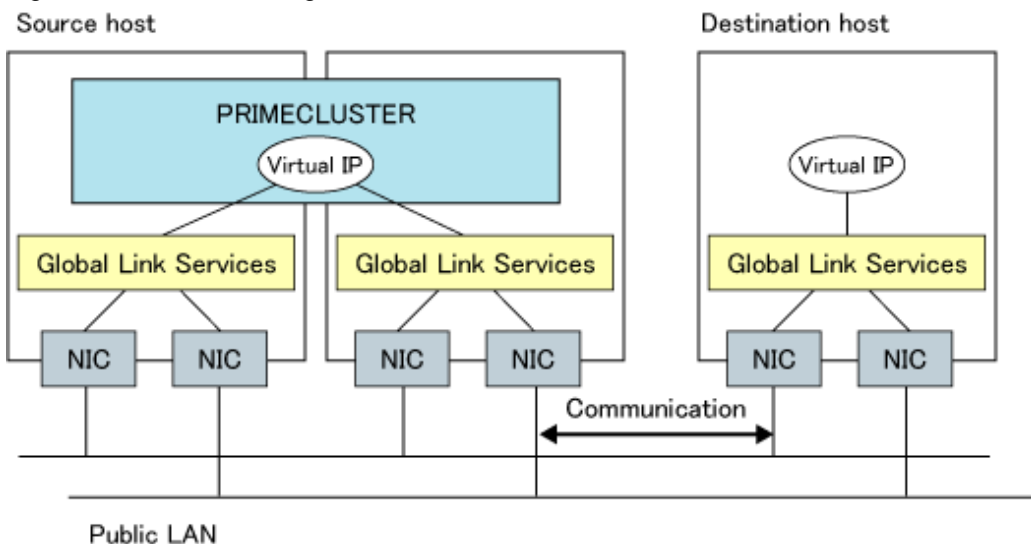 Source host
Destination host
PRIMECLUSTER
Virtual IP
Virtual IP
Global Link Services
Global Link Services
Global Link Services
NIC
NIC
NIC
NIC
NIC
NIC
Communication
Public LAN